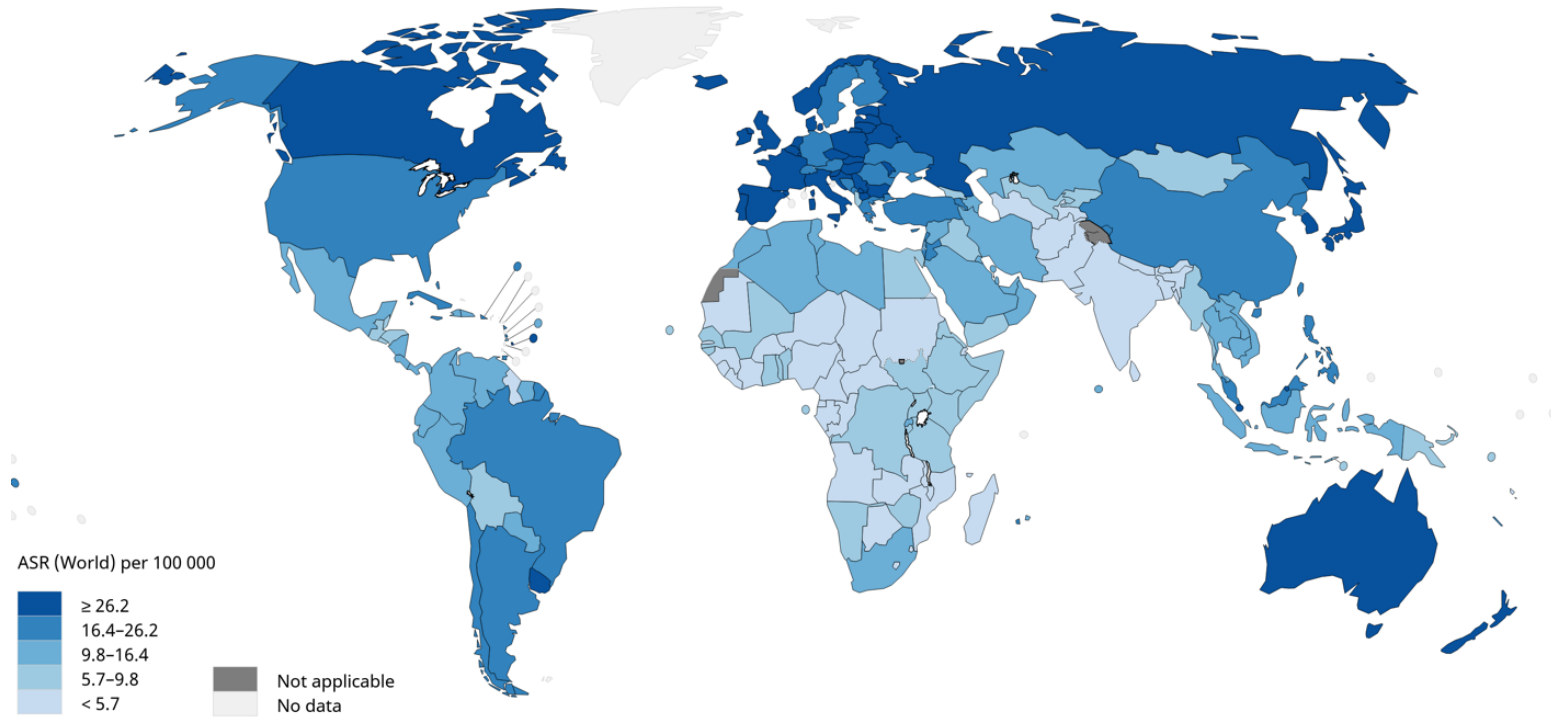 ASR (World) per 100 000
≥ 26.2
16.4–26.2
9.8–16.4
5.7–9.8
< 5.7
Not applicable
No data